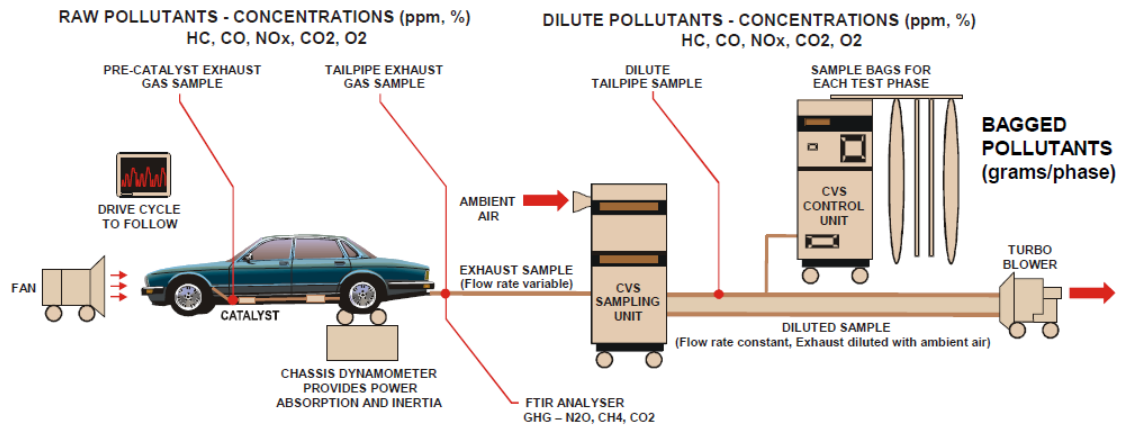 RAW POLLUTANTS - CONCENTRATIONS (ppm, %)
HC, CO, NOx, CO2, O2
DILUTE POLLUTANTS - CONCENTRATIONS (ppm, %)
HC, CO, NOx, CO2, O2
PRE-CATALYST EXHAUST
GAS SAMPLE
TAILPIPE EXHAUST
GAS SAMPLE
DILUTE
TAILPIPE SAMPLE
SAMPLE BAGS FOR
EACH TEST PHASE
BAGGED
POLLUTANTS
(grams/phase)
DRIVE CYCLE
TO FOLLOW
AMBIENT
AIR
CVS
CONTROL
UNIT
TURBO
BLOWER
FAN
CATALYST
EXHAUST SAMPLE
(Flow rate variable)
CVS
SAMPLING
UNIT
DILUTED SAMPLE
(Flow rate constant, Exhaust diluted with ambient air)
CHASSIS DYNAMOMETER
PROVIDES POWER
ABSORPTION AND INERTIA
FTIR ANALYSER
GHG – N2O, CH4, CO2